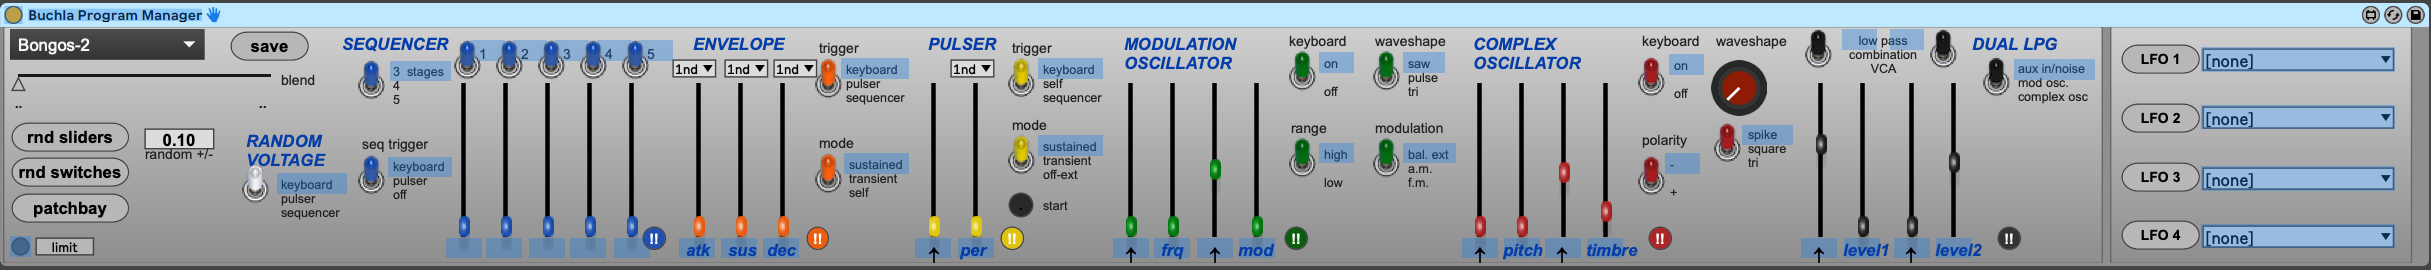 Buchla Program Manager
Bongos-2
save
blend
..
..
rnd sliders
0.10
random +/-
rnd switches
patchbay
limit
RANDOM
VOLTAGE
keyboard
pulser
sequencer
SEQUENCER
1
2
3
4
5
3 stages
4
5
seq trigger
keyboard
pulser
off
!!
ENVELOPE
1nd
1nd
1nd
trigger
keyboard
pulser
sequencer
mode
sustained
transient
self
atk
sus
dec
!!
PULSER
1nd
trigger
keyboard
self
sequencer
mode
sustained
transient
off-ext
start
per
!!
MODULATION
OSCILLATOR
keyboard
on
off
waveshape
saw
pulse
tri
range
high
low
modulation
bal. ext
a.m.
f.m.
frq
mod
!!
COMPLEX
OSCILLATOR
keyboard
on
off
waveshape
polarity
-
+
spike
square
tri
pitch
timbre
!!
low pass
combination
VCA
DUAL LPG
aux in/noise
mod osc.
complex osc
level1
level2
!!
LFO 1
[none]
LFO 2
[none]
LFO 3
[none]
LFO 4
[none]